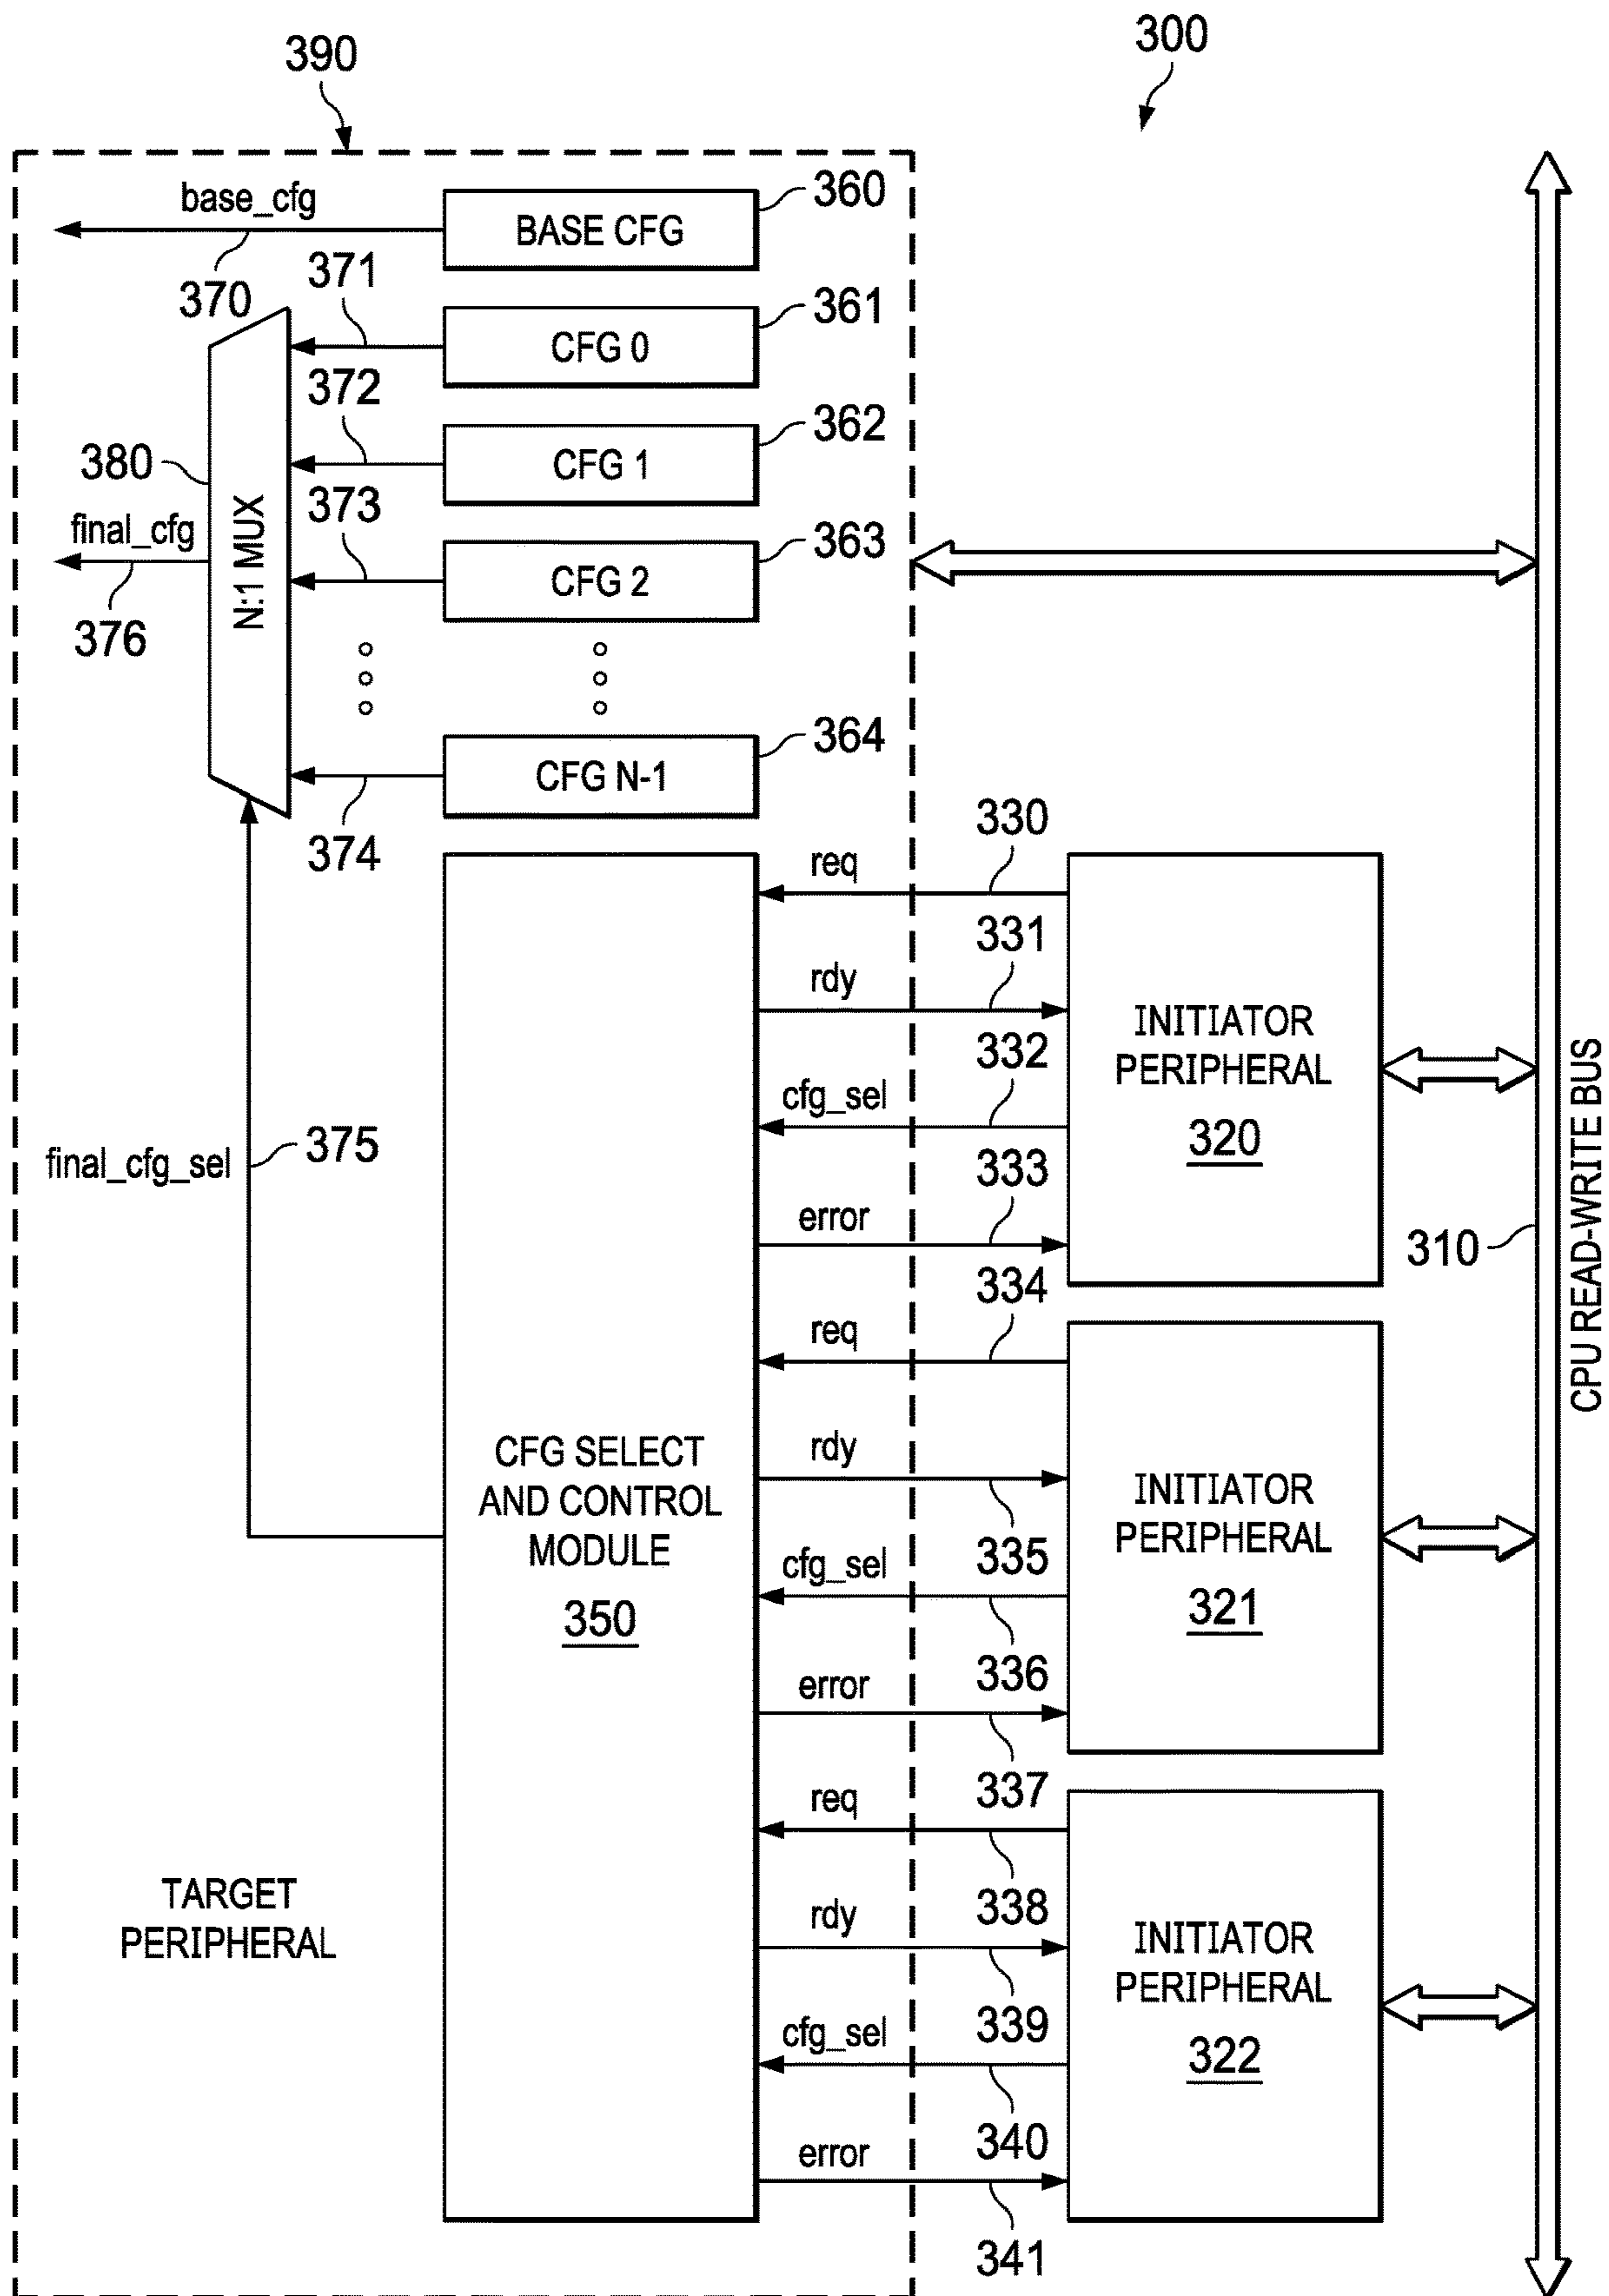 300
390
base_cfg
BASE CFG
360
370
371
CFG 0
361
372
CFG 1
362
380
N:1 MUX
373
CFG 2
363
final_cfg
376
CFG N-1
364
374
req
330
rdy
331
INITIATOR
PERIPHERAL
320
cfg_sel
332
error
333
final_cfg_sel
375
310
CPU READ-WRITE BUS
req
334
CFG SELECT
AND CONTROL
MODULE
350
rdy
335
INITIATOR
PERIPHERAL
321
cfg_sel
336
error
337
req
338
TARGET
PERIPHERAL
rdy
339
INITIATOR
PERIPHERAL
322
cfg_sel
340
error
341